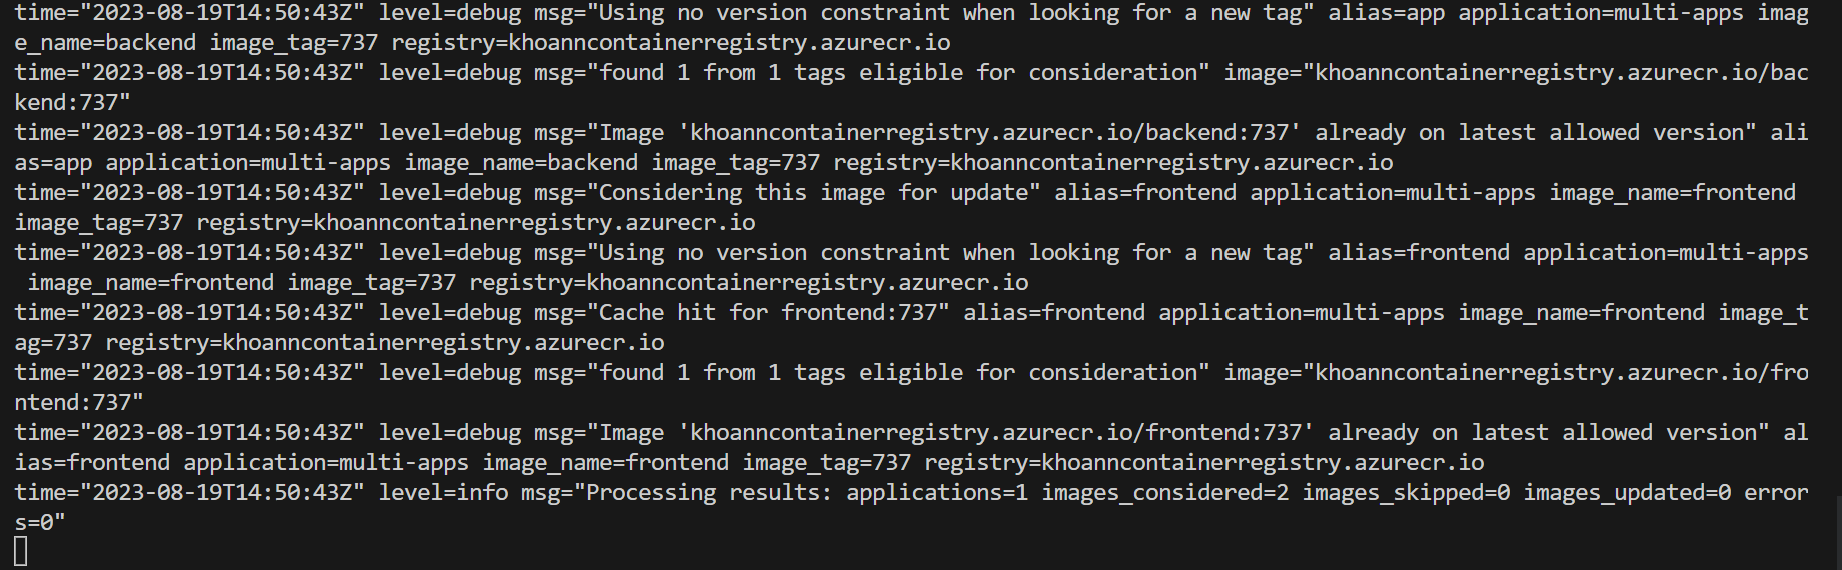 time="2023-08-19T14:50:43Z" level=debug msg="Using no version constraint when looking for a new tag" alias=app application=multi-apps imag
e_name=backend image_tag=737 registry=khoanncontainerregistry.azurecr.io
time="2023-08-19T14:50:43Z" level=debug msg="found 1 from 1 tags eligible for consideration" image="khoanncontainerregistry.azurecr.io/bac
kend:737"
time="2023-08-19T14:50:43Z" level=debug msg="Image 'khoanncontainerregistry.azurecr.io/backend:737' already on latest allowed version" ali
as=app application=multi-apps image_name=backend image_tag=737 registry=khoanncontainerregistry.azurecr.io
time="2023-08-19T14:50:43Z" level=debug msg="Considering this image for update" alias=frontend application=multi-apps image_name=frontend
image_tag=737 registry=khoanncontainerregistry.azurecr.io
time="2023-08-19T14:50:43Z" level=debug msg="Using no version constraint when looking for a new tag" alias=frontend application=multi-apps
 image_name=frontend image_tag=737 registry=khoanncontainerregistry.azurecr.io
time="2023-08-19T14:50:43Z" level=debug msg="Cache hit for frontend:737" alias=frontend application=multi-apps image_name=frontend image_t
ag=737 registry=khoanncontainerregistry.azurecr.io
time="2023-08-19T14:50:43Z" level=debug msg="found 1 from 1 tags eligible for consideration" image="khoanncontainerregistry.azurecr.io/fro
ntend:737"
time="2023-08-19T14:50:43Z" level=debug msg="Image 'khoanncontainerregistry.azurecr.io/frontend:737' already on latest allowed version" al
ias=frontend application=multi-apps image_name=frontend image_tag=737 registry=khoanncontainerregistry.azurecr.io
time="2023-08-19T14:50:43Z" level=info msg="Processing results: applications=1 images_considered=2 images_skipped=0 images_updated=0 error
s=0"